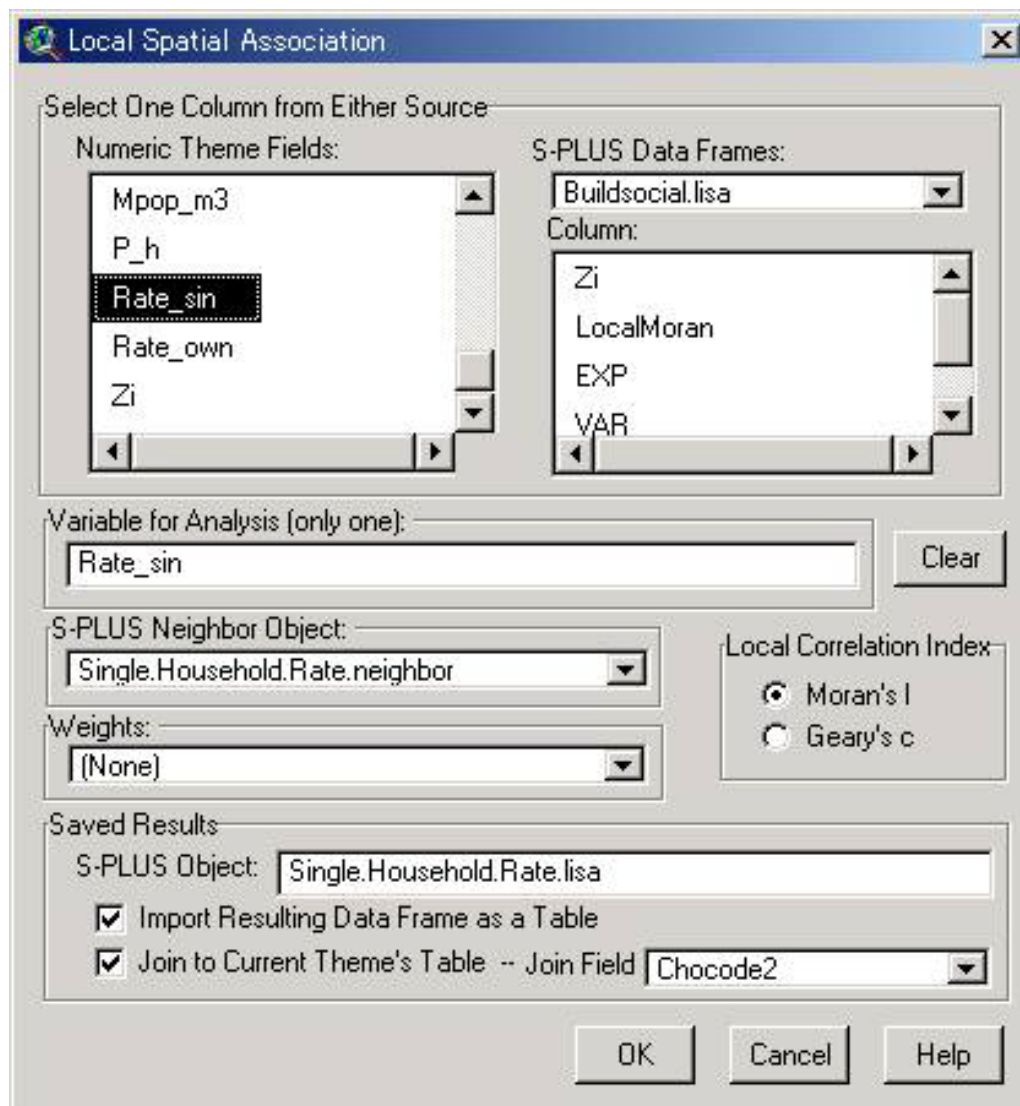 Local Spatial Association
Select One Column from Either Source
Numeric Theme Fields:
Mpop_m3
P_h
Rate_sin
Rate_own
Zi
S-PLUS Data Frames:
Buildsocial.lisa
Column:
Zi
LocalMoran
EXP
VAR
Variable for Analysis (only one):
Rate_sin
Clear
S-PLUS Neighbor Object:
Single.Household.Rate.neighbor
Weights:
(None)
Local Correlation Index
Moran's I
Geary's c
Saved Results
S-PLUS Object: Single.Household.Rate.lisa
Import Resulting Data Frame as a Table
Join to Current Theme's Table -- Join Field Chocode2
OK Cancel Help